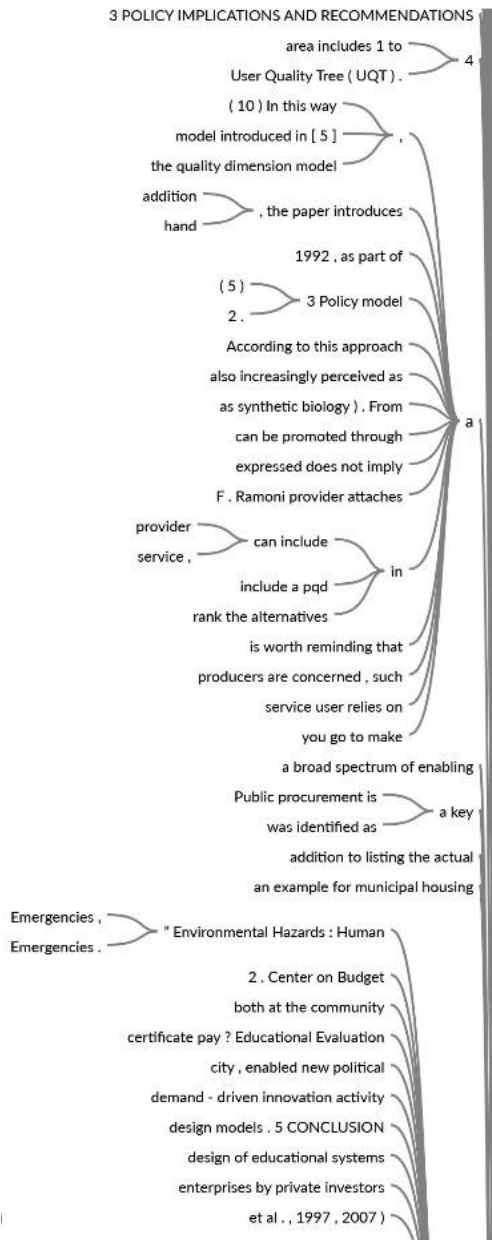 3 POLICY IMPLICATIONS AND RECOMMENDATIONS
area includes 1 to
4
User Quality Tree ( UQT ) .
( 10 ) In this way
model introduced in [ 5 ]
,
the quality dimension model
addition
, the paper introduces
hand
1992 , as part of
( 5 )
3 Policy model
2 .
According to this approach
also increasingly perceived as
as synthetic biology ) . From
a
can be promoted through
expressed does not imply
F . Ramoni provider attaches
provider
can include
service ,
in
include a pqd
rank the alternatives
is worth reminding that
producers are concerned , such
service user relies on
you go to make
a broad spectrum of enabling
Public procurement is
a key
was identified as
addition to listing the actual
an example for municipal housing
Emergencies ,
" Environmental Hazards : Human
Emergencies .
2 . Center on Budget
both at the community
certificate pay ? Educational Evaluation
city , enabled new political
demand - driven innovation activity
design models . 5 CONCLUSION
design of educational systems
enterprises by private investors
et al . , 1997 , 2007 )